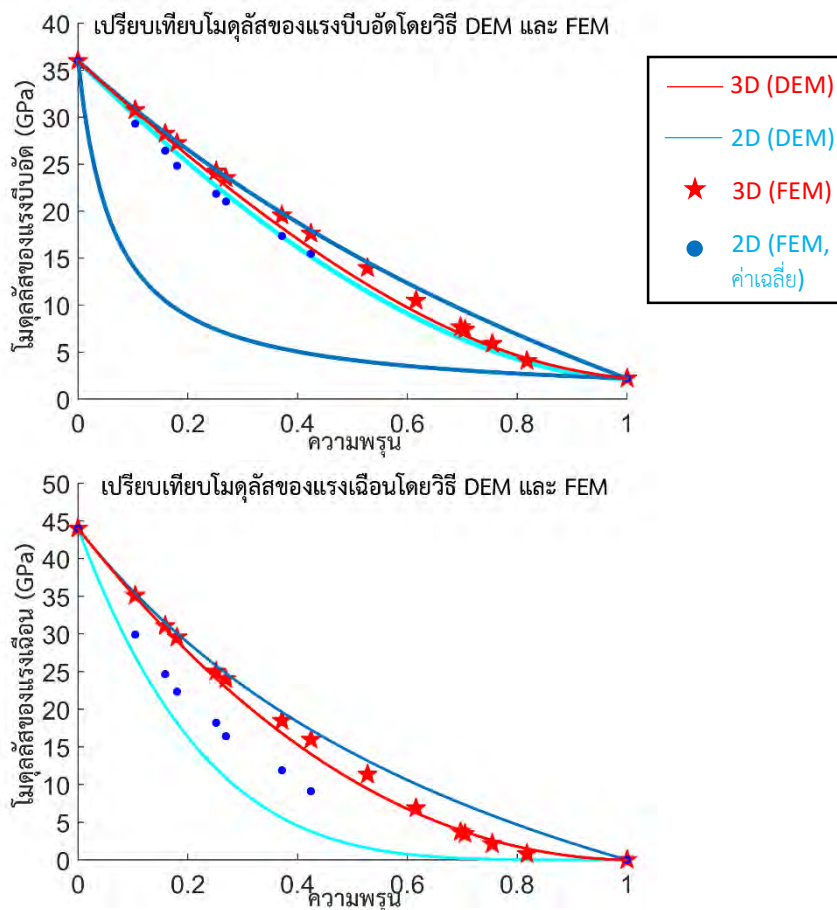 เปรียบเทียบโมดุลัสของแรงบีบอัดโดยวิธี DEM และ FEM
โมดุลัสของแรงบีบอัด (GPa)
40
35
30
25
20
15
10
5
0
0
0.2
0.4
0.6
0.8
1
ความพรุน
3D (DEM)
2D (DEM)
3D (FEM)
2D (FEM,
ค่าเฉลี่ย)
เปรียบเทียบโมดุลัสของแรงเฉือนโดยวิธี DEM และ FEM
โมดุลัสของแรงเฉือน (GPa)
50
45
40
35
30
25
20
15
10
5
0
0
0.2
0.4
0.6
0.8
1
ความพรุน